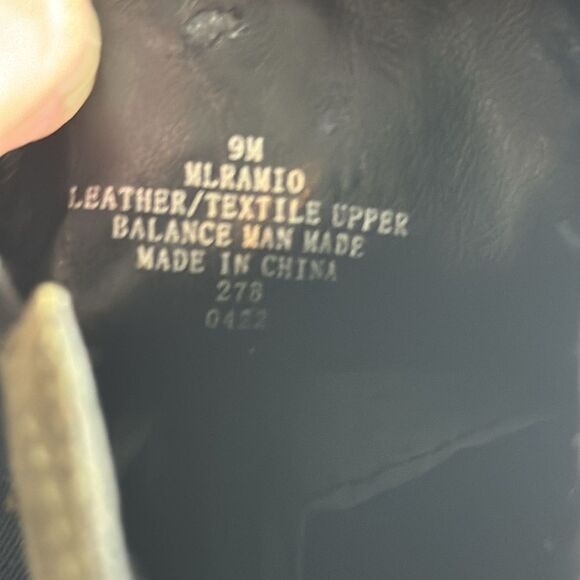 9M
MLRAMIO
LEATHER/TEXTILE UPPER
BALANCE MAN MADE
MADE IN CHINA
278
0422